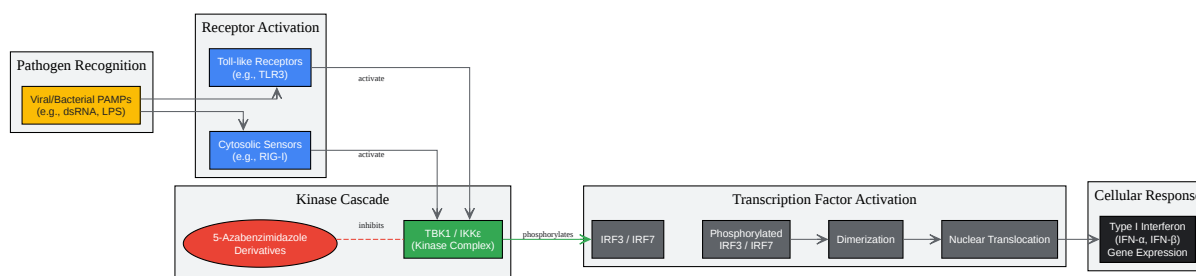 Pathogen Recognition
Viral/Bacterial PAMPs
(e.g., dsRNA, LPS)
Receptor Activation
Toll-like Receptors
(e.g., TLR3)
Cytosolic Sensors
(e.g., RIG-I)
activate
activate
Kinase Cascade
5-Azabenzimidazole
Derivatives
inhibits
TBK1 / IKKε
(Kinase Complex)
phosphorylates
Transcription Factor Activation
IRF3 / IRF7
Phosphorylated
IRF3 / IRF7
Dimerization
Nuclear Translocation
Cellular Response
Type I Interferon
(IFN-α, IFN-β)
Gene Expression